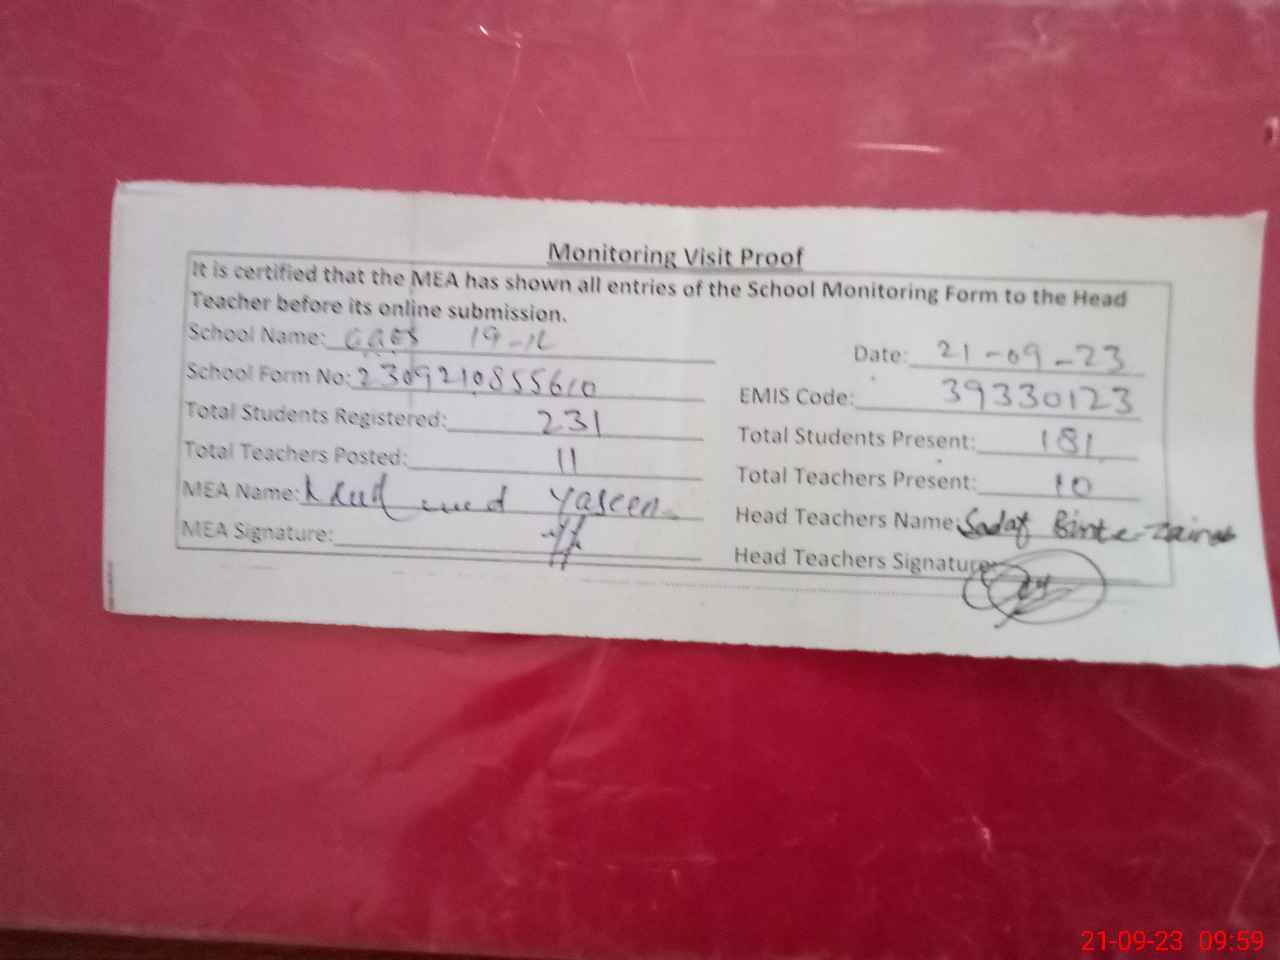 Monitoring Visit Proof
It is certified that the MEA has shown all entries of the School Monitoring Form to the Head
Teacher before its online submission.
School Name: GGES 19-1L Date: 21-09-23
School Form No: 2309210855610 EMIS Code: 39330123
Total Students Registered: 231 Total Students Present: 181
Total Teachers Posted: 11 Total Teachers Present: 10
MEA Name: Yaseen Head Teachers Name: Sadaf Binte-Zainab
MEA Signature: Head Teachers Signature:
21-09-23 09:59